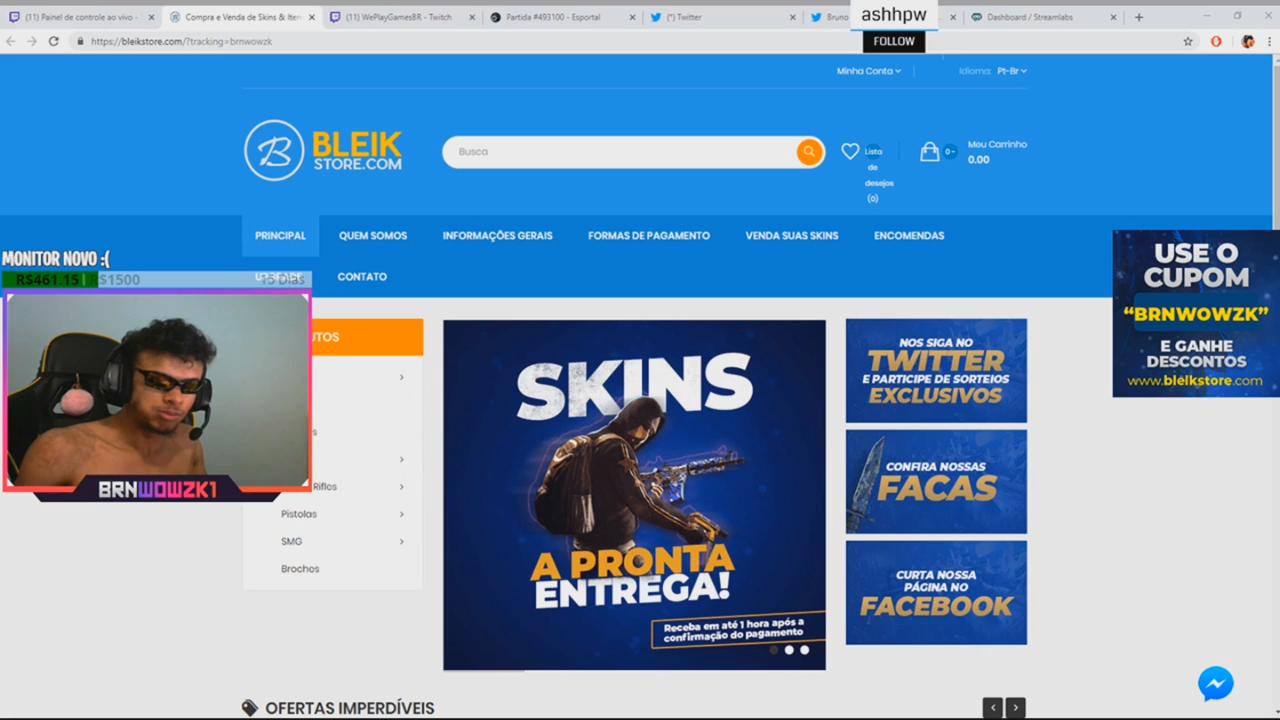 (11) Painel de controle ao vivo -
Compra e Venda de Skins & Iten
(11) WePlayGamesBR - Twitch
Partida #493100 - Esportal
(*) Twitter
Bruno
Dashboard / Streamlabs
ashhpw
FOLLOW
https://bleikstore.com/?tracking=brnwowzk
Minha Conta
Idioma: Pt-Br
B
BLEIK
STORE.COM
Busca
Lista
de
desejos
(0)
0
Meu Carrinho
0.00
PRINCIPAL
QUEM SOMOS
INFORMAÇÕES GERAIS
FORMAS DE PAGAMENTO
VENDA SUAS SKINS
ENCOMENDAS
CONTATO
MONITOR NOVO :(
R$461.15
R$1500
15 Dias
BRNWOWZK1
Rifles
Pistolas
SMG
Brochos
SKINS
A PRONTA
ENTREGA!
Receba em até 1 hora após a
confirmação do pagamento
NOS SIGA NO
TWITTER
E PARTICIPE DE SORTEIOS
EXCLUSIVOS
CONFIRA NOSSAS
FACAS
CURTA NOSSA
PÁGINA NO
FACEBOOK
USE O
CUPOM
“BRNWOWZK”
E GANHE
DESCONTOS
www.bleikstore.com
OFERTAS IMPERDÍVEIS